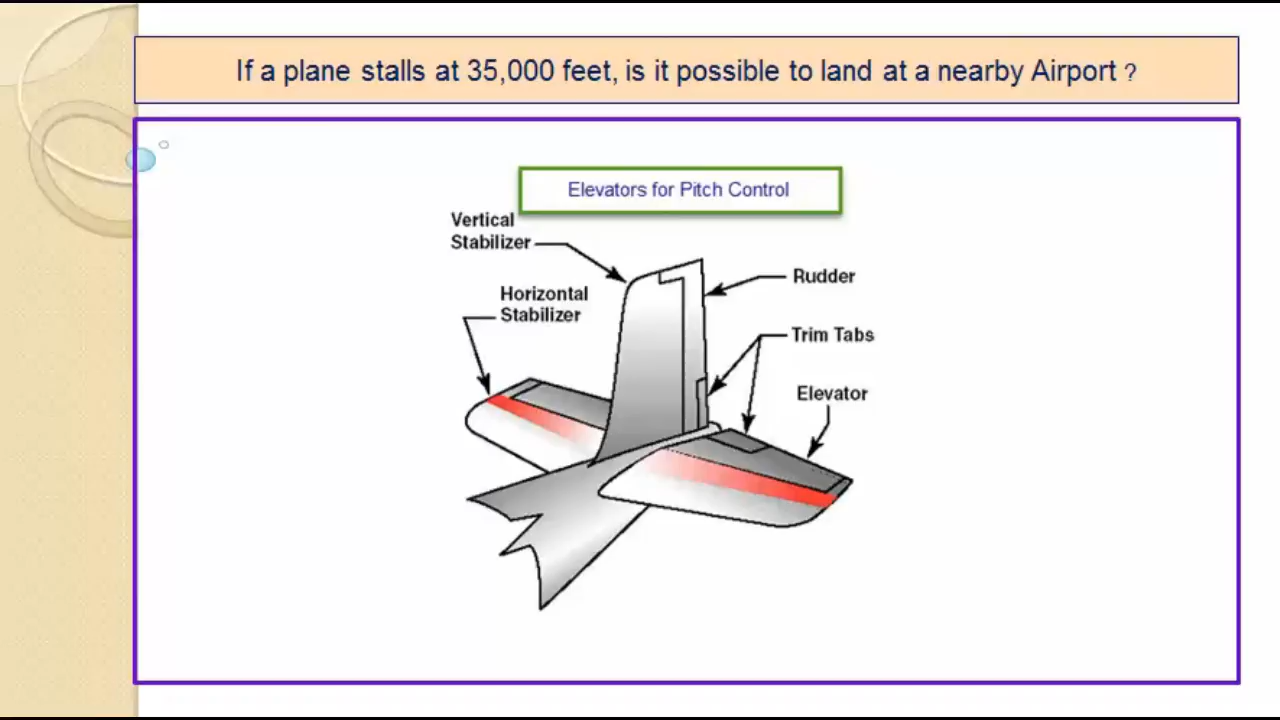 If a plane stalls at 35,000 feet, is it possible to land at a nearby Airport ?
Elevators for Pitch Control
Vertical
Stabilizer
Horizontal
Stabilizer
Rudder
Trim Tabs
Elevator